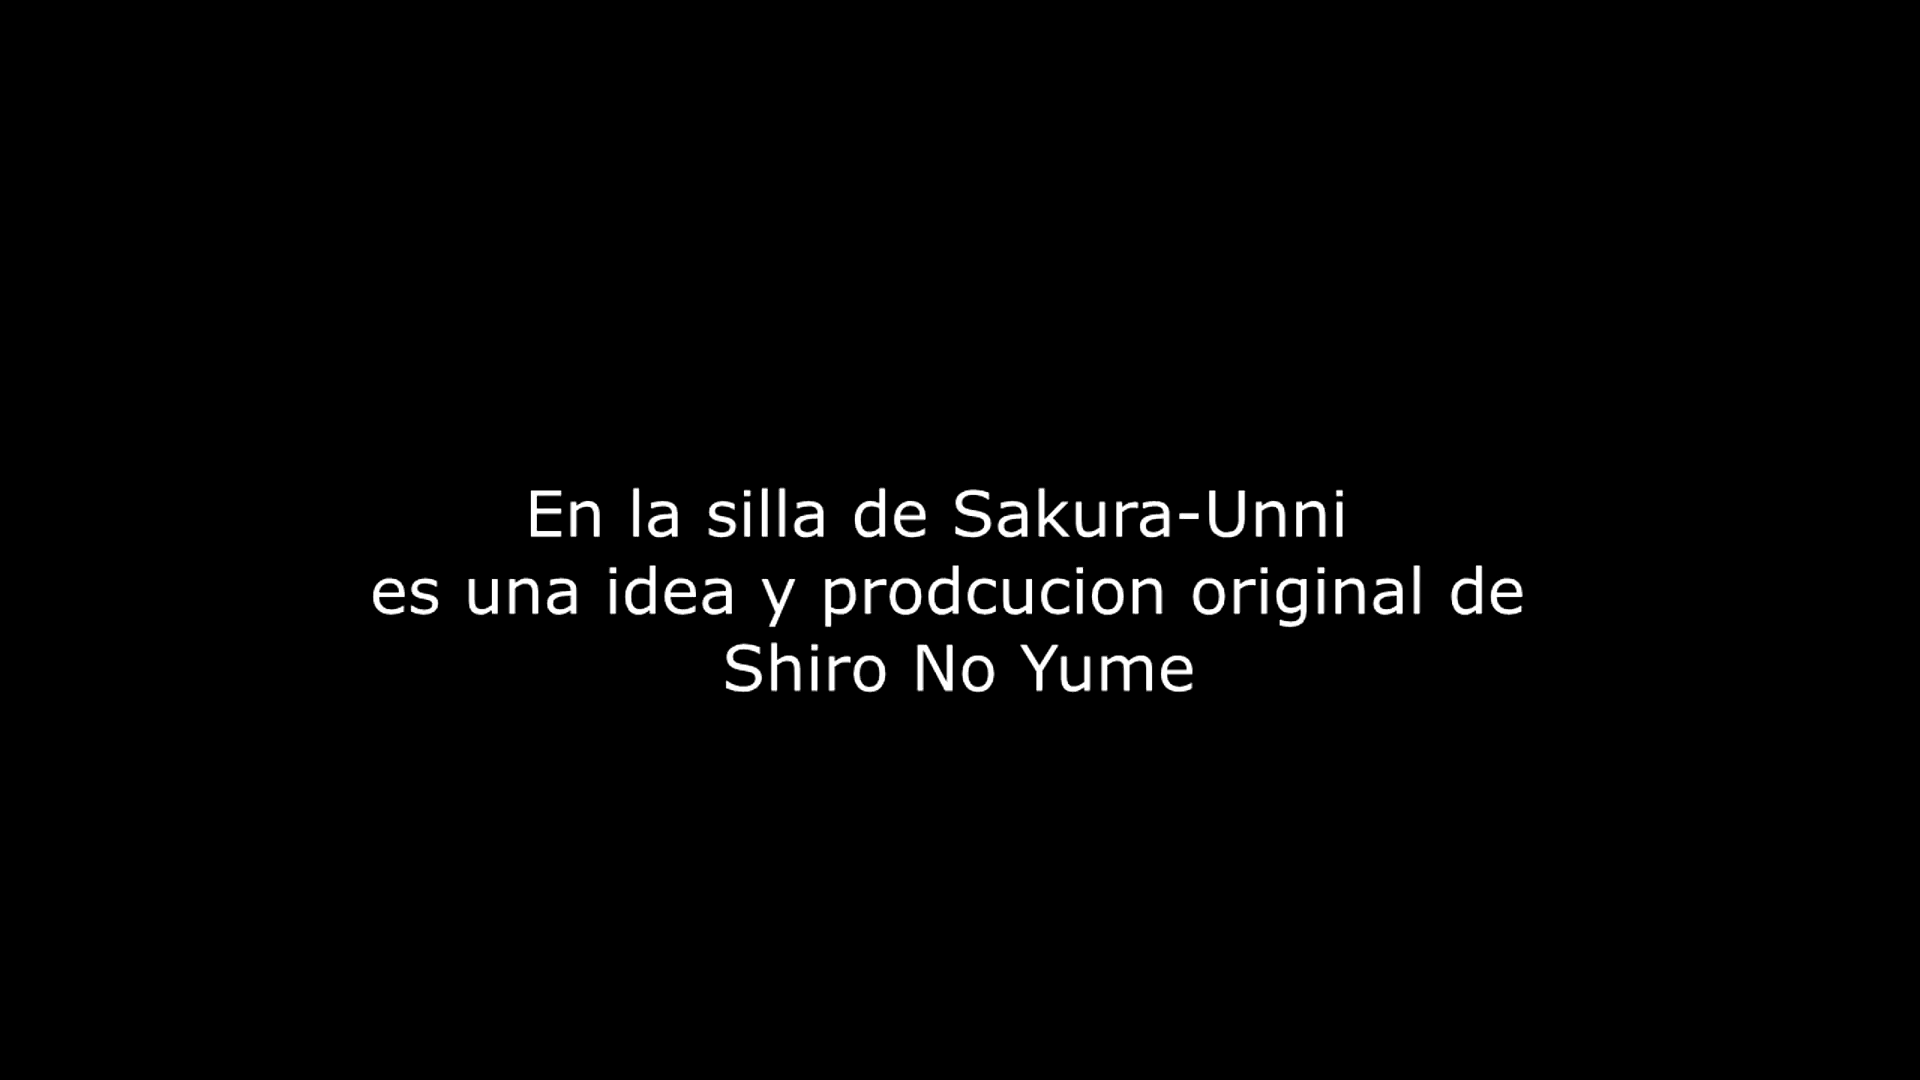 En la silla de Sakura-Unni
es una idea y prodcucion original de
Shiro No Yume